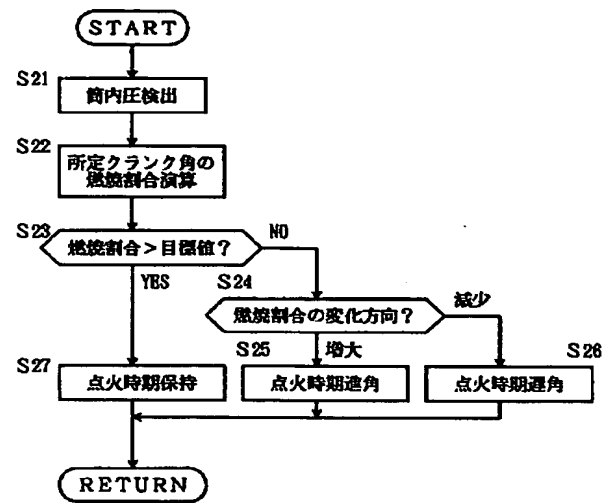 START
S21
筒内圧検出
S22
所定クランク角の
燃焼割合演算
S23
燃焼割合>目標値?
NO
YES
S24
燃焼割合の変化方向?
減少
S25
増大
S26
S27
点火時期保持
点火時期進角
点火時期遅角
RETURN